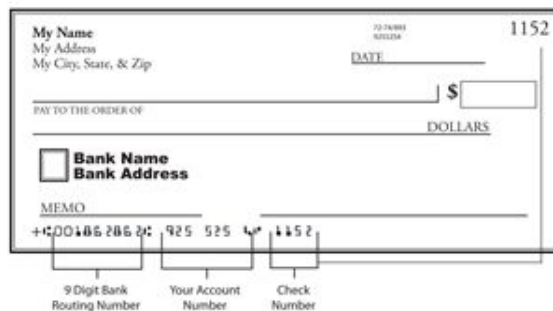 My Name
My Address
My City, State, & Zip
1152
DATE
$
PAY TO THE ORDER OF
DOLLARS
Bank Name
Bank Address
MEMO
001862862 925 525 1152
9 Digit Bank
Routing Number
Your Account
Number
Check
Number